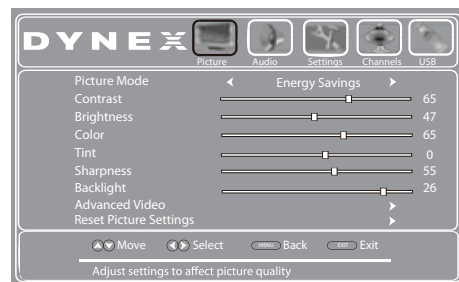 DYNEX
Picture Audio Settings Channels USB
Picture Mode Energy Savings
Contrast 65
Brightness 47
Color 65
Tint 0
Sharpness 55
Backlight 26
Advanced Video
Reset Picture Settings
Move Select MENU Back EXIT Exit
Adjust settings to affect picture quality